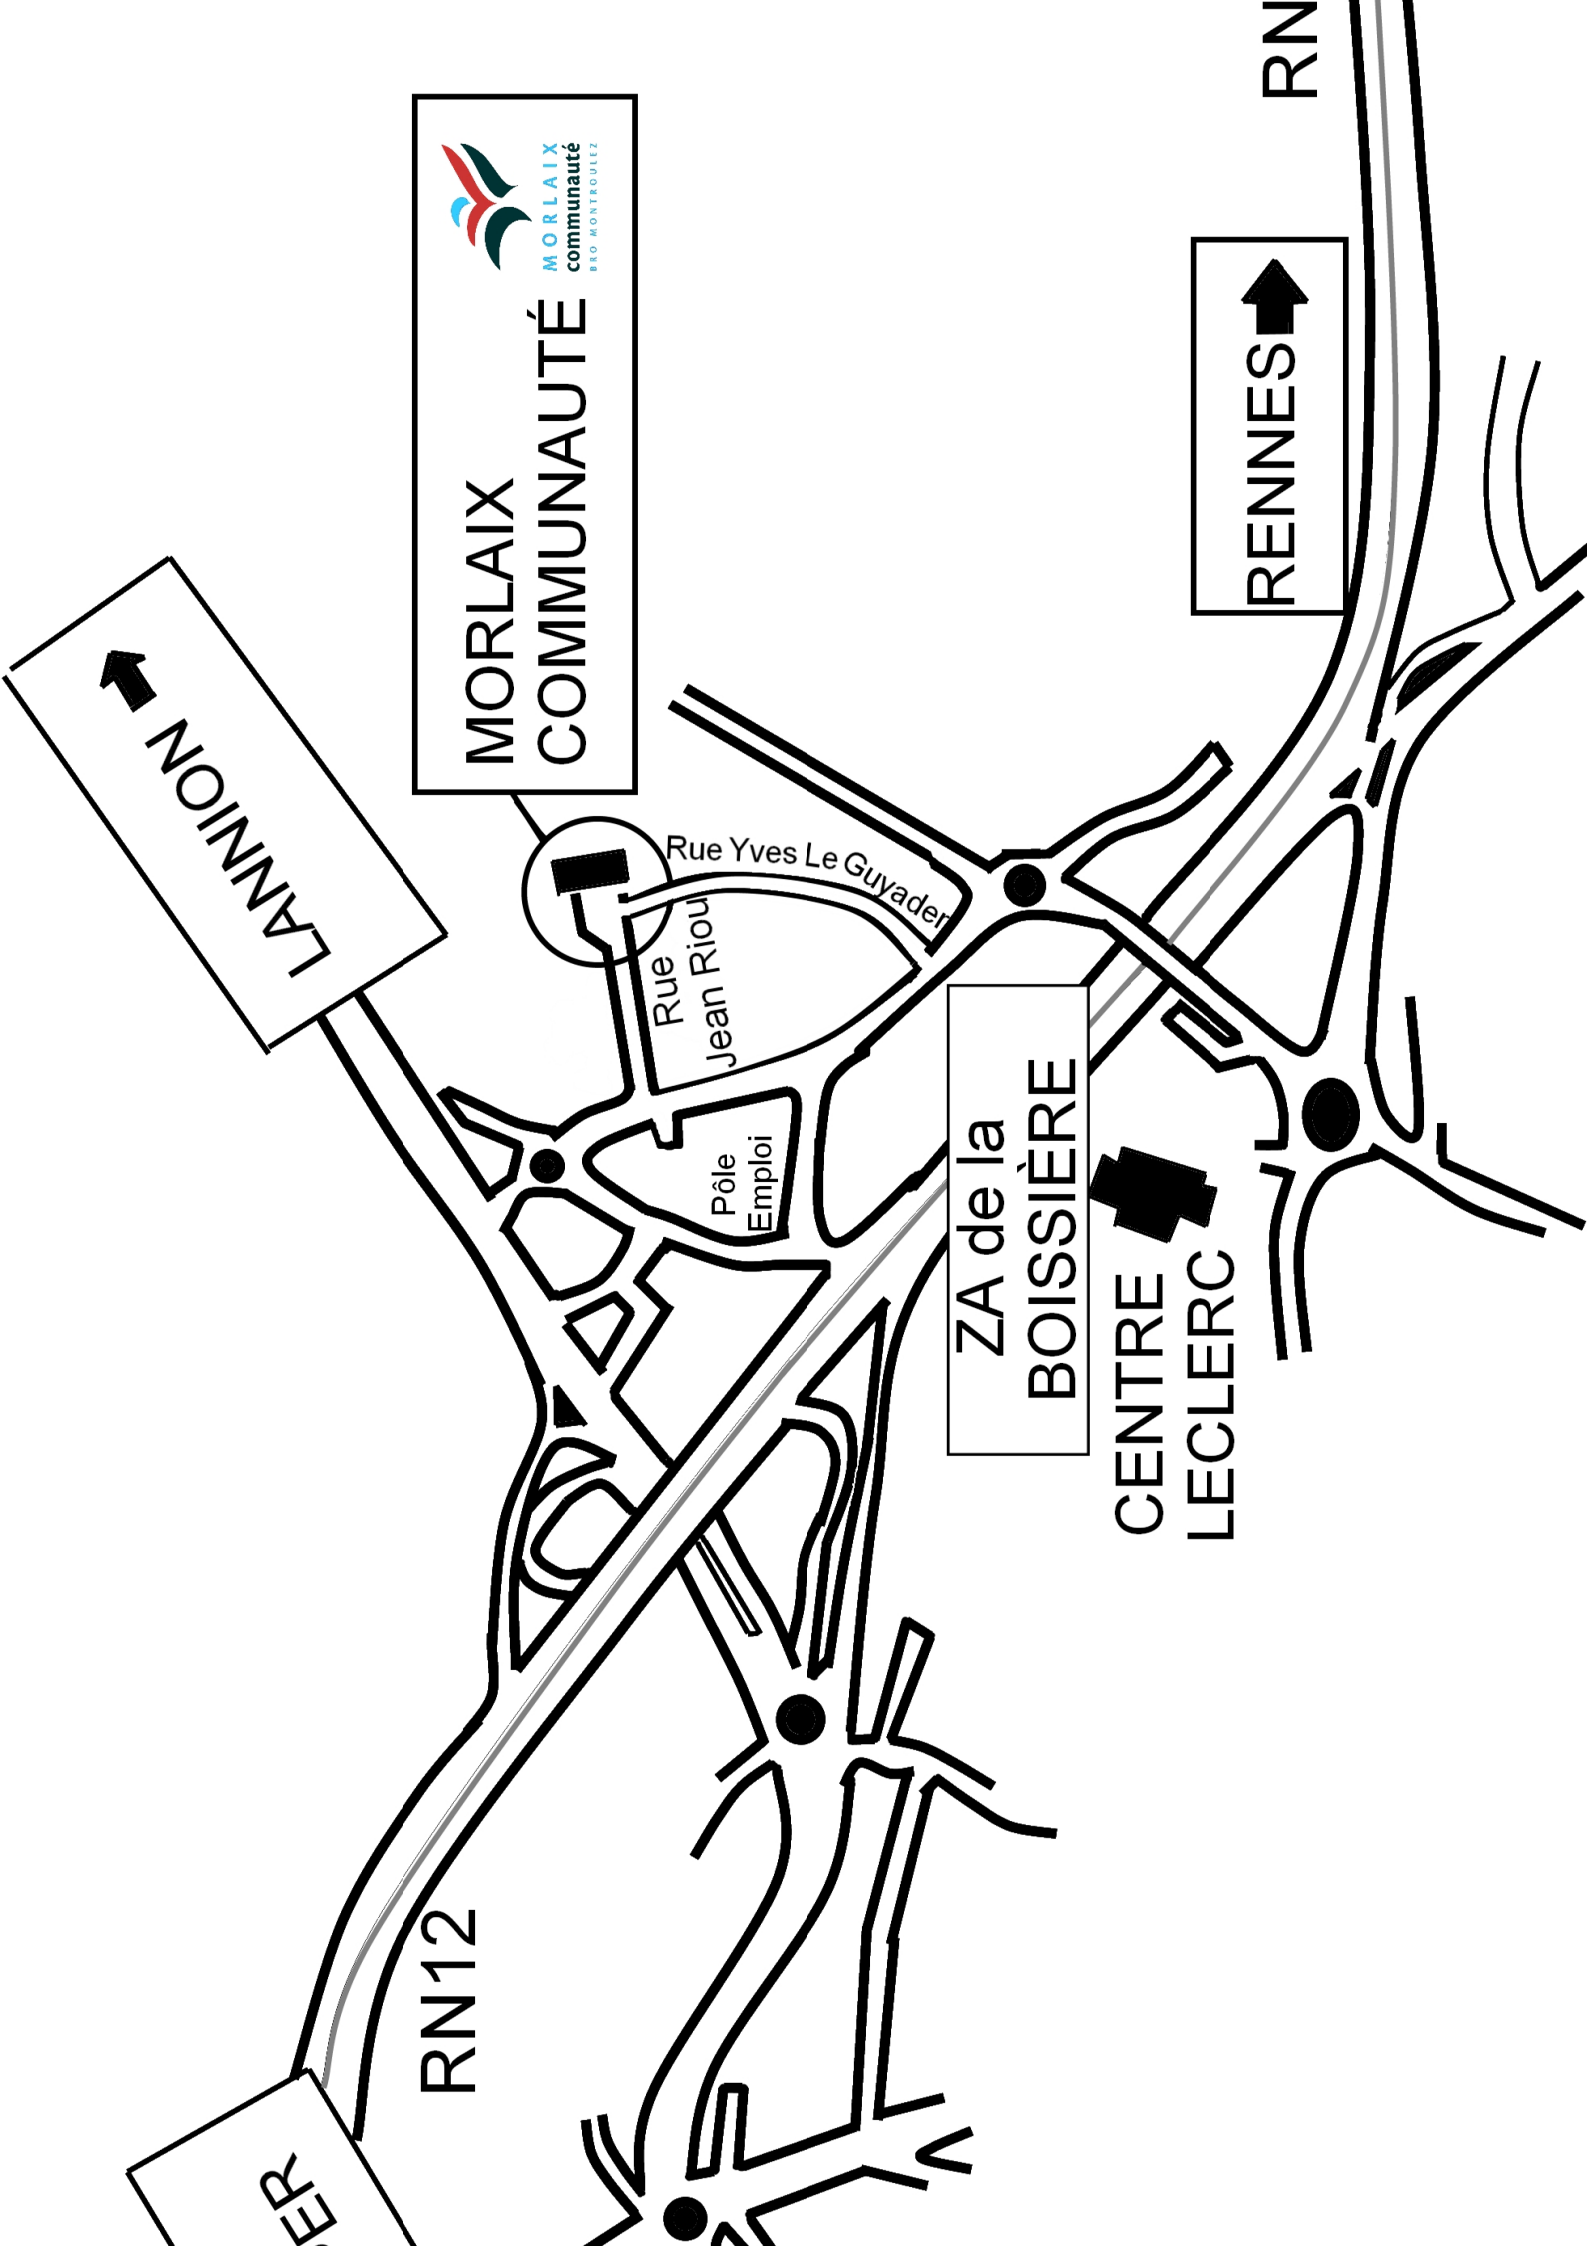 LANNION
MORLAIX
COMMUNAUTÉ
MORLAIX
communauté
BRO MONTROULEZ
RN
RENNES
Rue Yves Le Guyader
Rue
Jean Riou
Pôle
Emploi
ZA de la
BOISSIÈRE
CENTRE
LECLERC
RN12